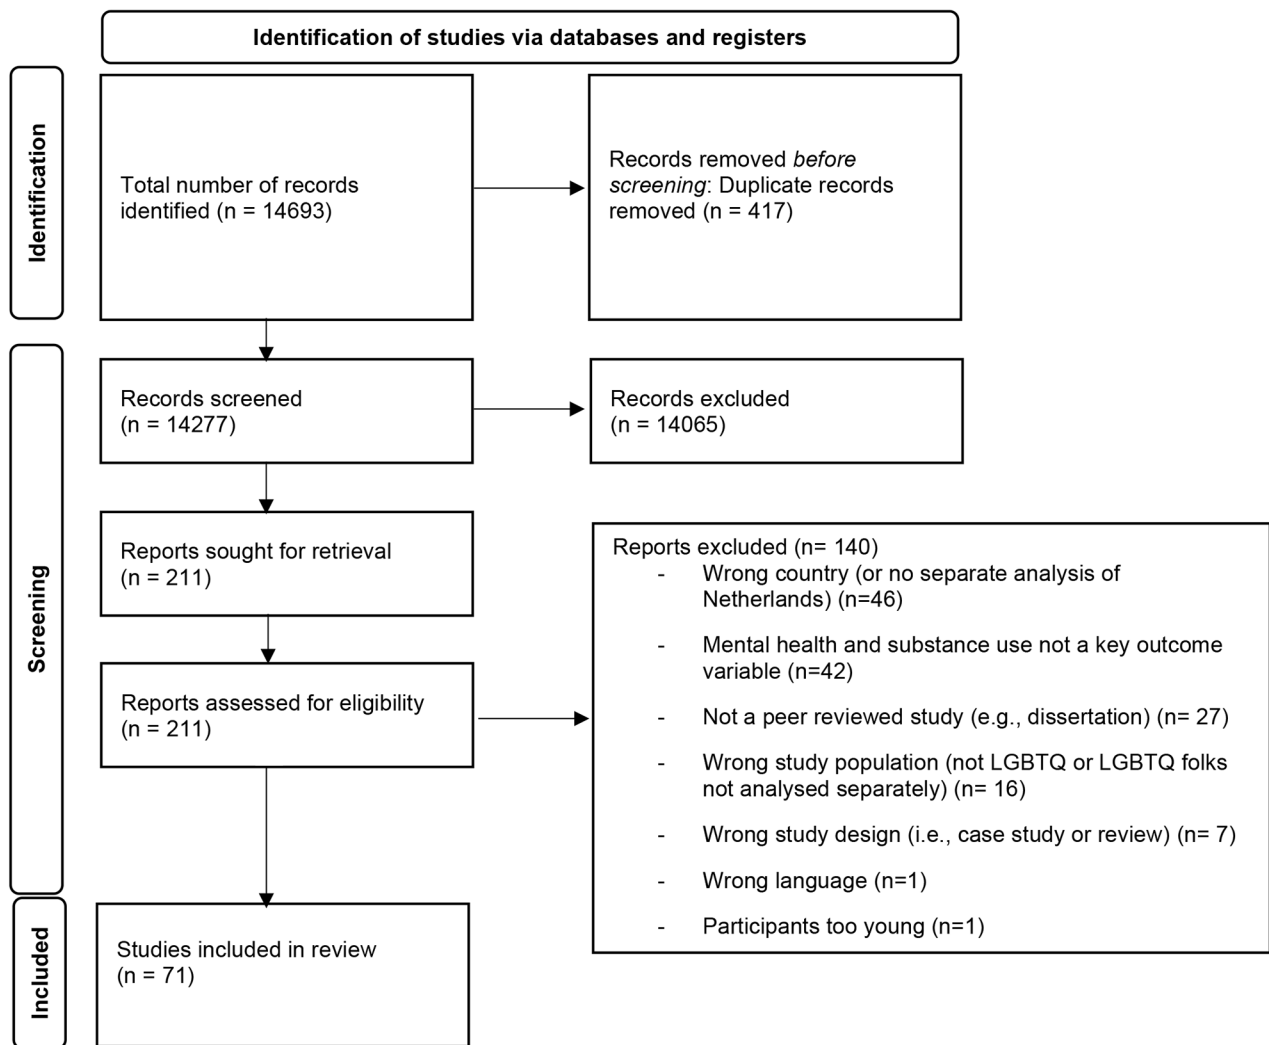 Identification of studies via databases and registers
Identification
Total number of records
identified (n = 14693)
Records removed before
screening: Duplicate records
removed (n = 417)
Screening
Records screened
(n = 14277)
Records excluded
(n = 14065)
Reports sought for retrieval
(n = 211)
Reports assessed for eligibility
(n = 211)
Reports excluded (n= 140)
- Wrong country (or no separate analysis of
Netherlands) (n=46)
- Mental health and substance use not a key outcome
variable (n=42)
- Not a peer reviewed study (e.g., dissertation) (n= 27)
- Wrong study population (not LGBTQ or LGBTQ folks
not analysed separately) (n= 16)
- Wrong study design (i.e., case study or review) (n= 7)
- Wrong language (n=1)
- Participants too young (n=1)
Included
Studies included in review
(n = 71)